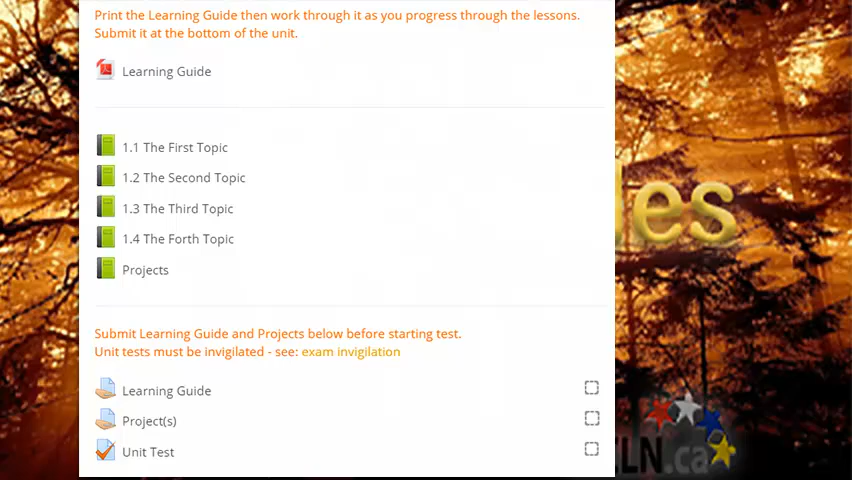 Print the Learning Guide then work through it as you progress through the lessons.
Submit it at the bottom of the unit.
Learning Guide
1.1 The First Topic
1.2 The Second Topic
1.3 The Third Topic
1.4 The Forth Topic
Projects
les
Submit Learning Guide and Projects below before starting test.
Unit tests must be invigilated - see: exam invigilation
Learning Guide
Project(s)
Unit Test
ELN.ca